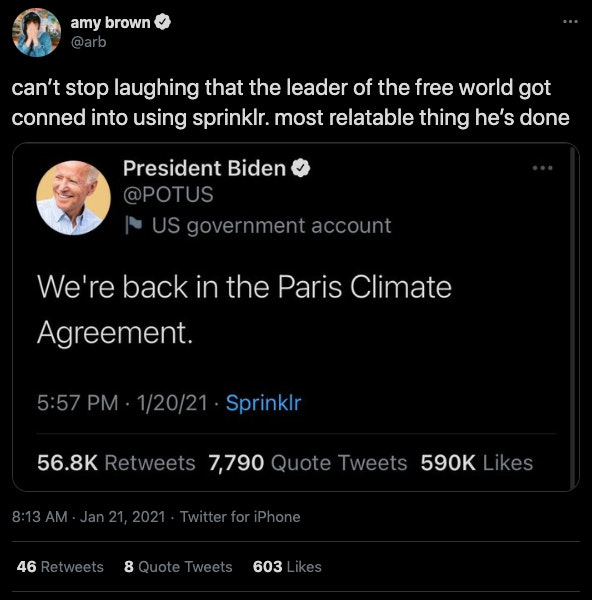 amy brown
@arb
can’t stop laughing that the leader of the free world got
conned into using sprinklr. most relatable thing he’s done
President Biden
@POTUS
US government account
We're back in the Paris Climate
Agreement.
5:57 PM · 1/20/21 · Sprinklr
56.8K Retweets 7,790 Quote Tweets 590K Likes
8:13 AM · Jan 21, 2021 · Twitter for iPhone
46 Retweets 8 Quote Tweets 603 Likes